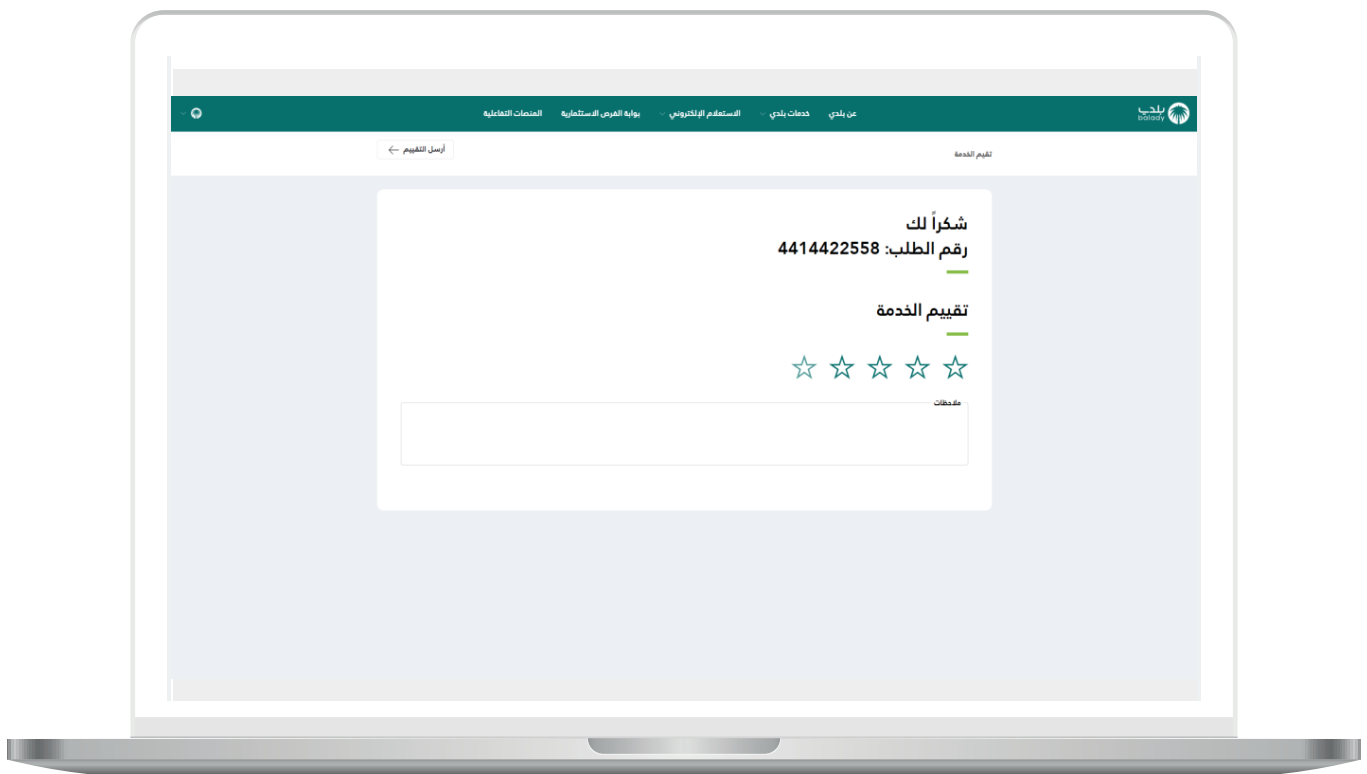 بلدي
balady
عن بلدي
خدمات بلدي
الاستعلام الإلكتروني
بوابة الفرص الاستثمارية
المنصات التفاعلية
تقيم الخدمة
أرسل التقييم
شكراً لك
رقم الطلب: 4414422558
تقييم الخدمة
ملاحظات